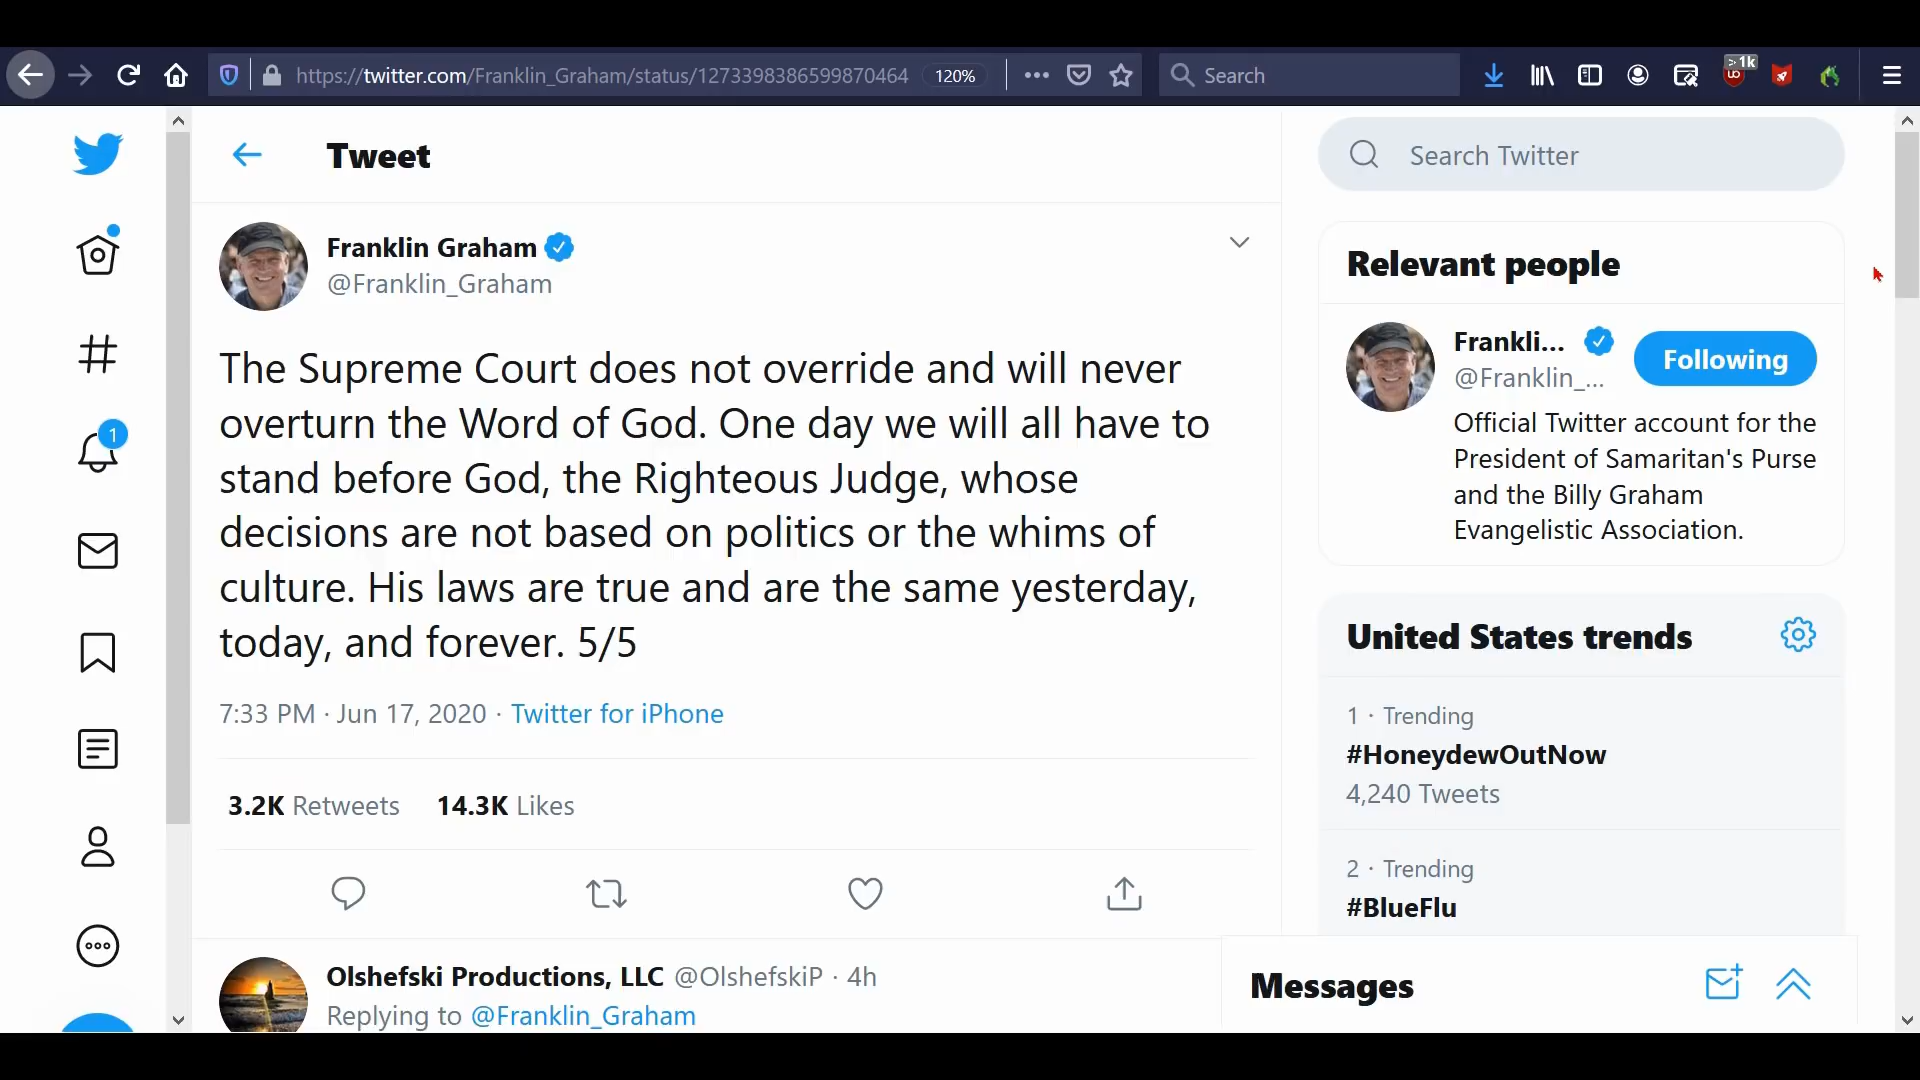 https://twitter.com/Franklin_Graham/status/1273398386599870464
120%
Search
>1k
Tweet
Search Twitter
Franklin Graham
@Franklin_Graham
The Supreme Court does not override and will never
overturn the Word of God. One day we will all have to
stand before God, the Righteous Judge, whose
decisions are not based on politics or the whims of
culture. His laws are true and are the same yesterday,
today, and forever. 5/5
7:33 PM · Jun 17, 2020 · Twitter for iPhone
3.2K Retweets 14.3K Likes
Olshefski Productions, LLC @OlshefskiP · 4h
Replying to @Franklin_Graham
1
Relevant people
Frankli...
@Franklin_...
Following
Official Twitter account for the
President of Samaritan's Purse
and the Billy Graham
Evangelistic Association.
United States trends
1 · Trending
#HoneydewOutNow
4,240 Tweets
2 · Trending
#BlueFlu
Messages